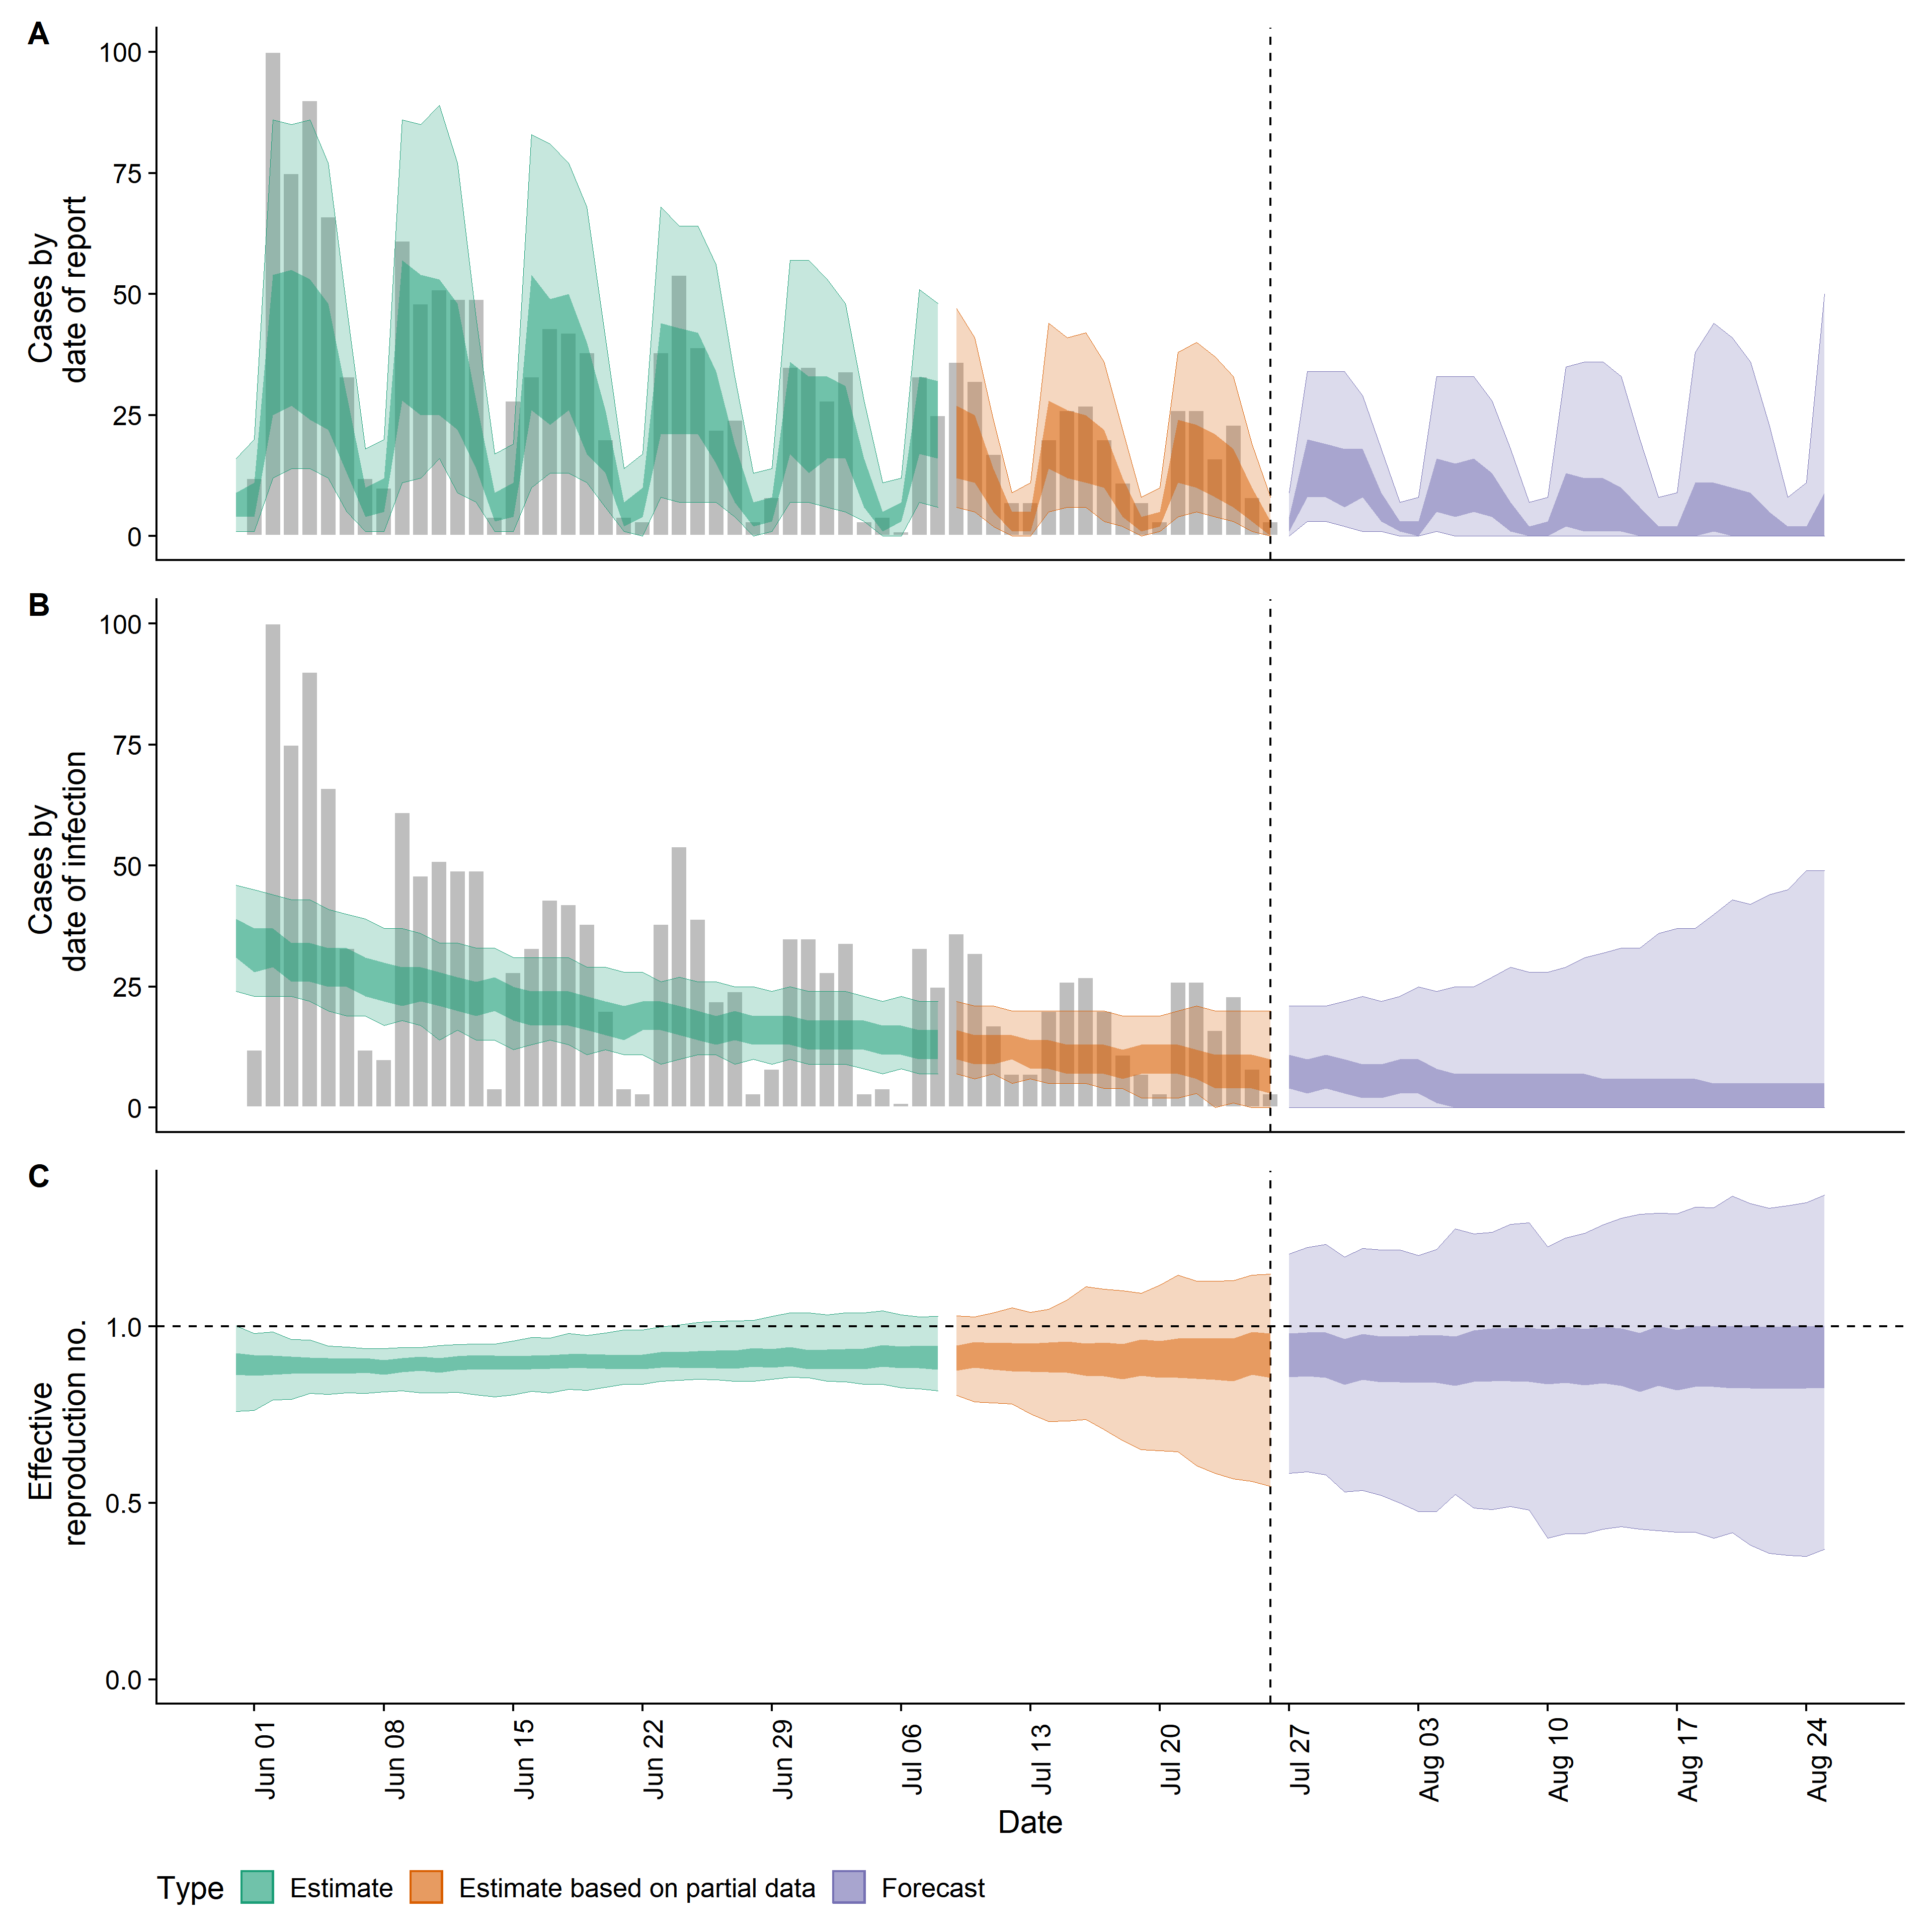 A
100
75
50
25
0
Cases by
date of report
B
100
75
50
25
0
Cases by
date of infection
C
1.0
0.5
0.0
Effective
reproduction no.
Jun 01
Jun 08
Jun 15
Jun 22
Jun 29
Jul 06
Jul 13
Jul 20
Jul 27
Aug 03
Aug 10
Aug 17
Aug 24
Date
Type Estimate Estimate based on partial data Forecast